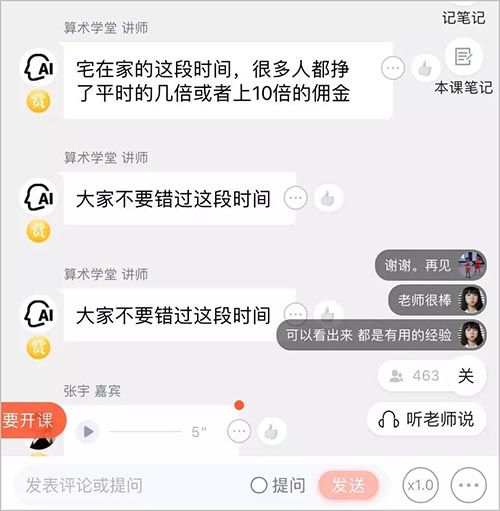 记笔记
算术学堂 讲师
宅在家的这段时间，很多人都挣
了平时的几倍或者上10倍的佣金
AI
赏
本课笔记
算术学堂 讲师
大家不要错过这段时间
AI
赏
谢谢。再见
算术学堂 讲师
老师很棒
大家不要错过这段时间
AI
可以看出来 都是有用的经验
赏
463
关
张宇 嘉宾
要开课
5"
听老师说
发表评论或提问
提问
发送
x1.0